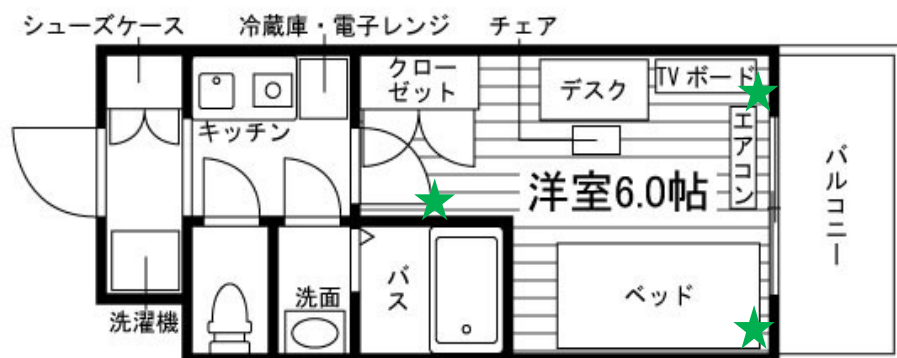 シューズケース
冷蔵庫・電子レンジ
チェア
クロー
ゼット
デスク
TVボード
キッチン
エアコン
洋室6.0帖
バルコニー
バス
ベッド
洗面
洗濯機